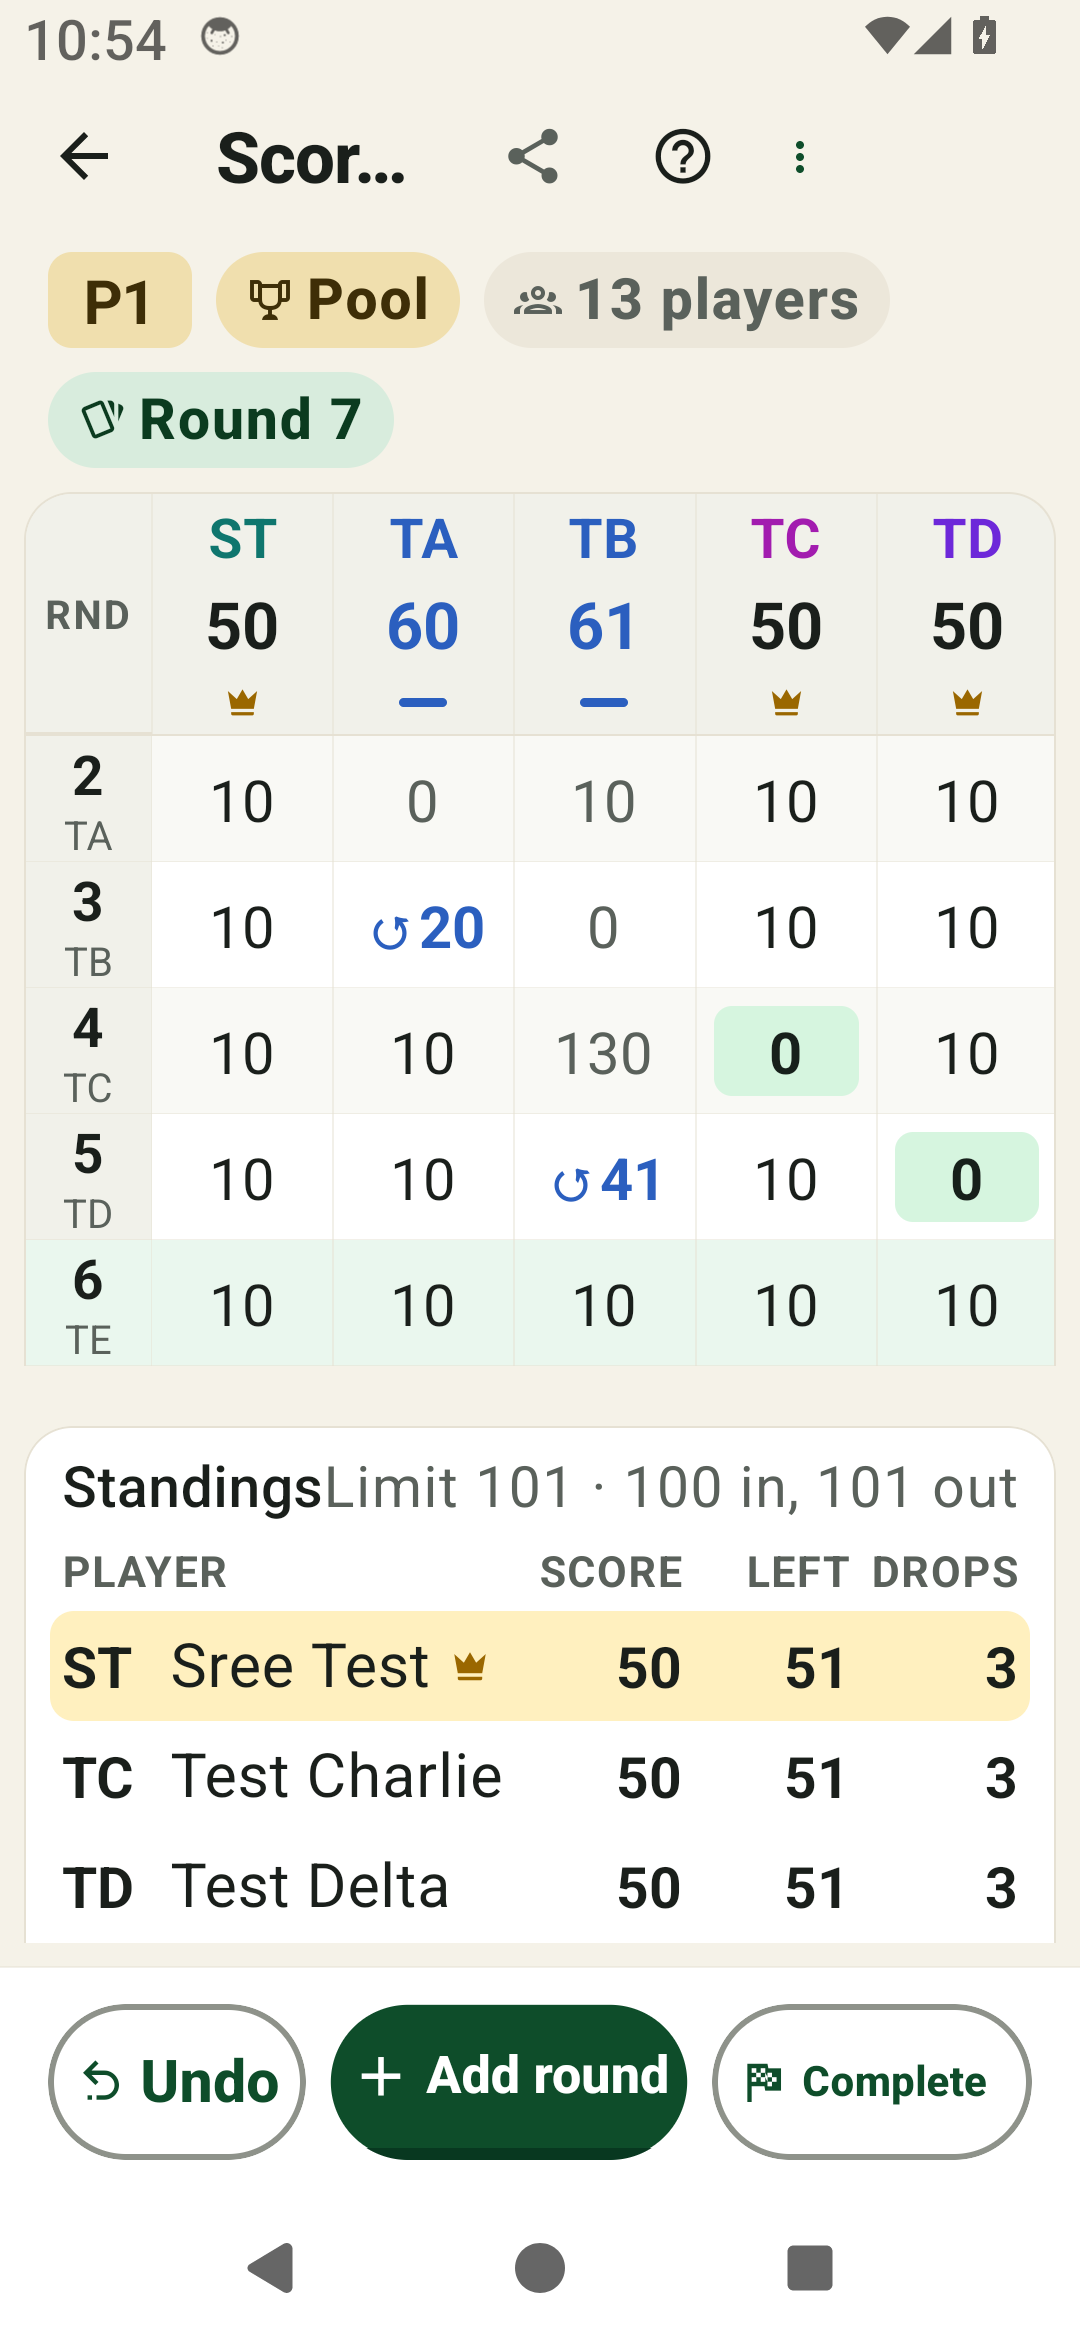 10:54
Scor...
P1 Pool 13 players
Round 7
RND ST TA TB TC TD
50 60 61 50 50
2 TA 10 0 10 10 10
3 TB 10 20 0 10 10
4 TC 10 10 130 0 10
5 TD 10 10 41 10 0
6 TE 10 10 10 10 10
Standings Limit 101 · 100 in, 101 out
PLAYER SCORE LEFT DROPS
ST Sree Test 50 51 3
TC Test Charlie 50 51 3
TD Test Delta 50 51 3
Undo Add round Complete